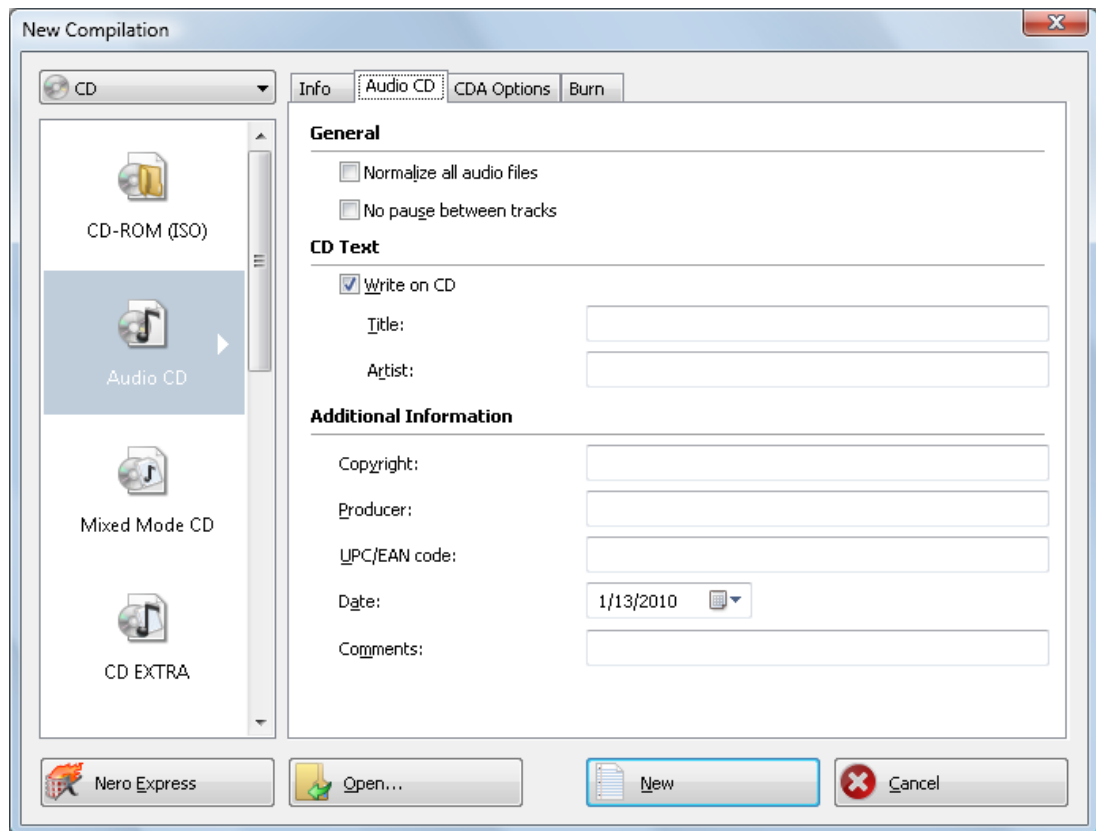 New Compilation
CD
Info Audio CD CDA Options Burn
CD-ROM (ISO)
Audio CD
Mixed Mode CD
CD EXTRA
General
Normalize all audio files
No pause between tracks
CD Text
Write on CD
Title:
Artist:
Additional Information
Copyright:
Producer:
UPC/EAN code:
Date: 1/13/2010
Comments:
Nero Express Open... New Cancel